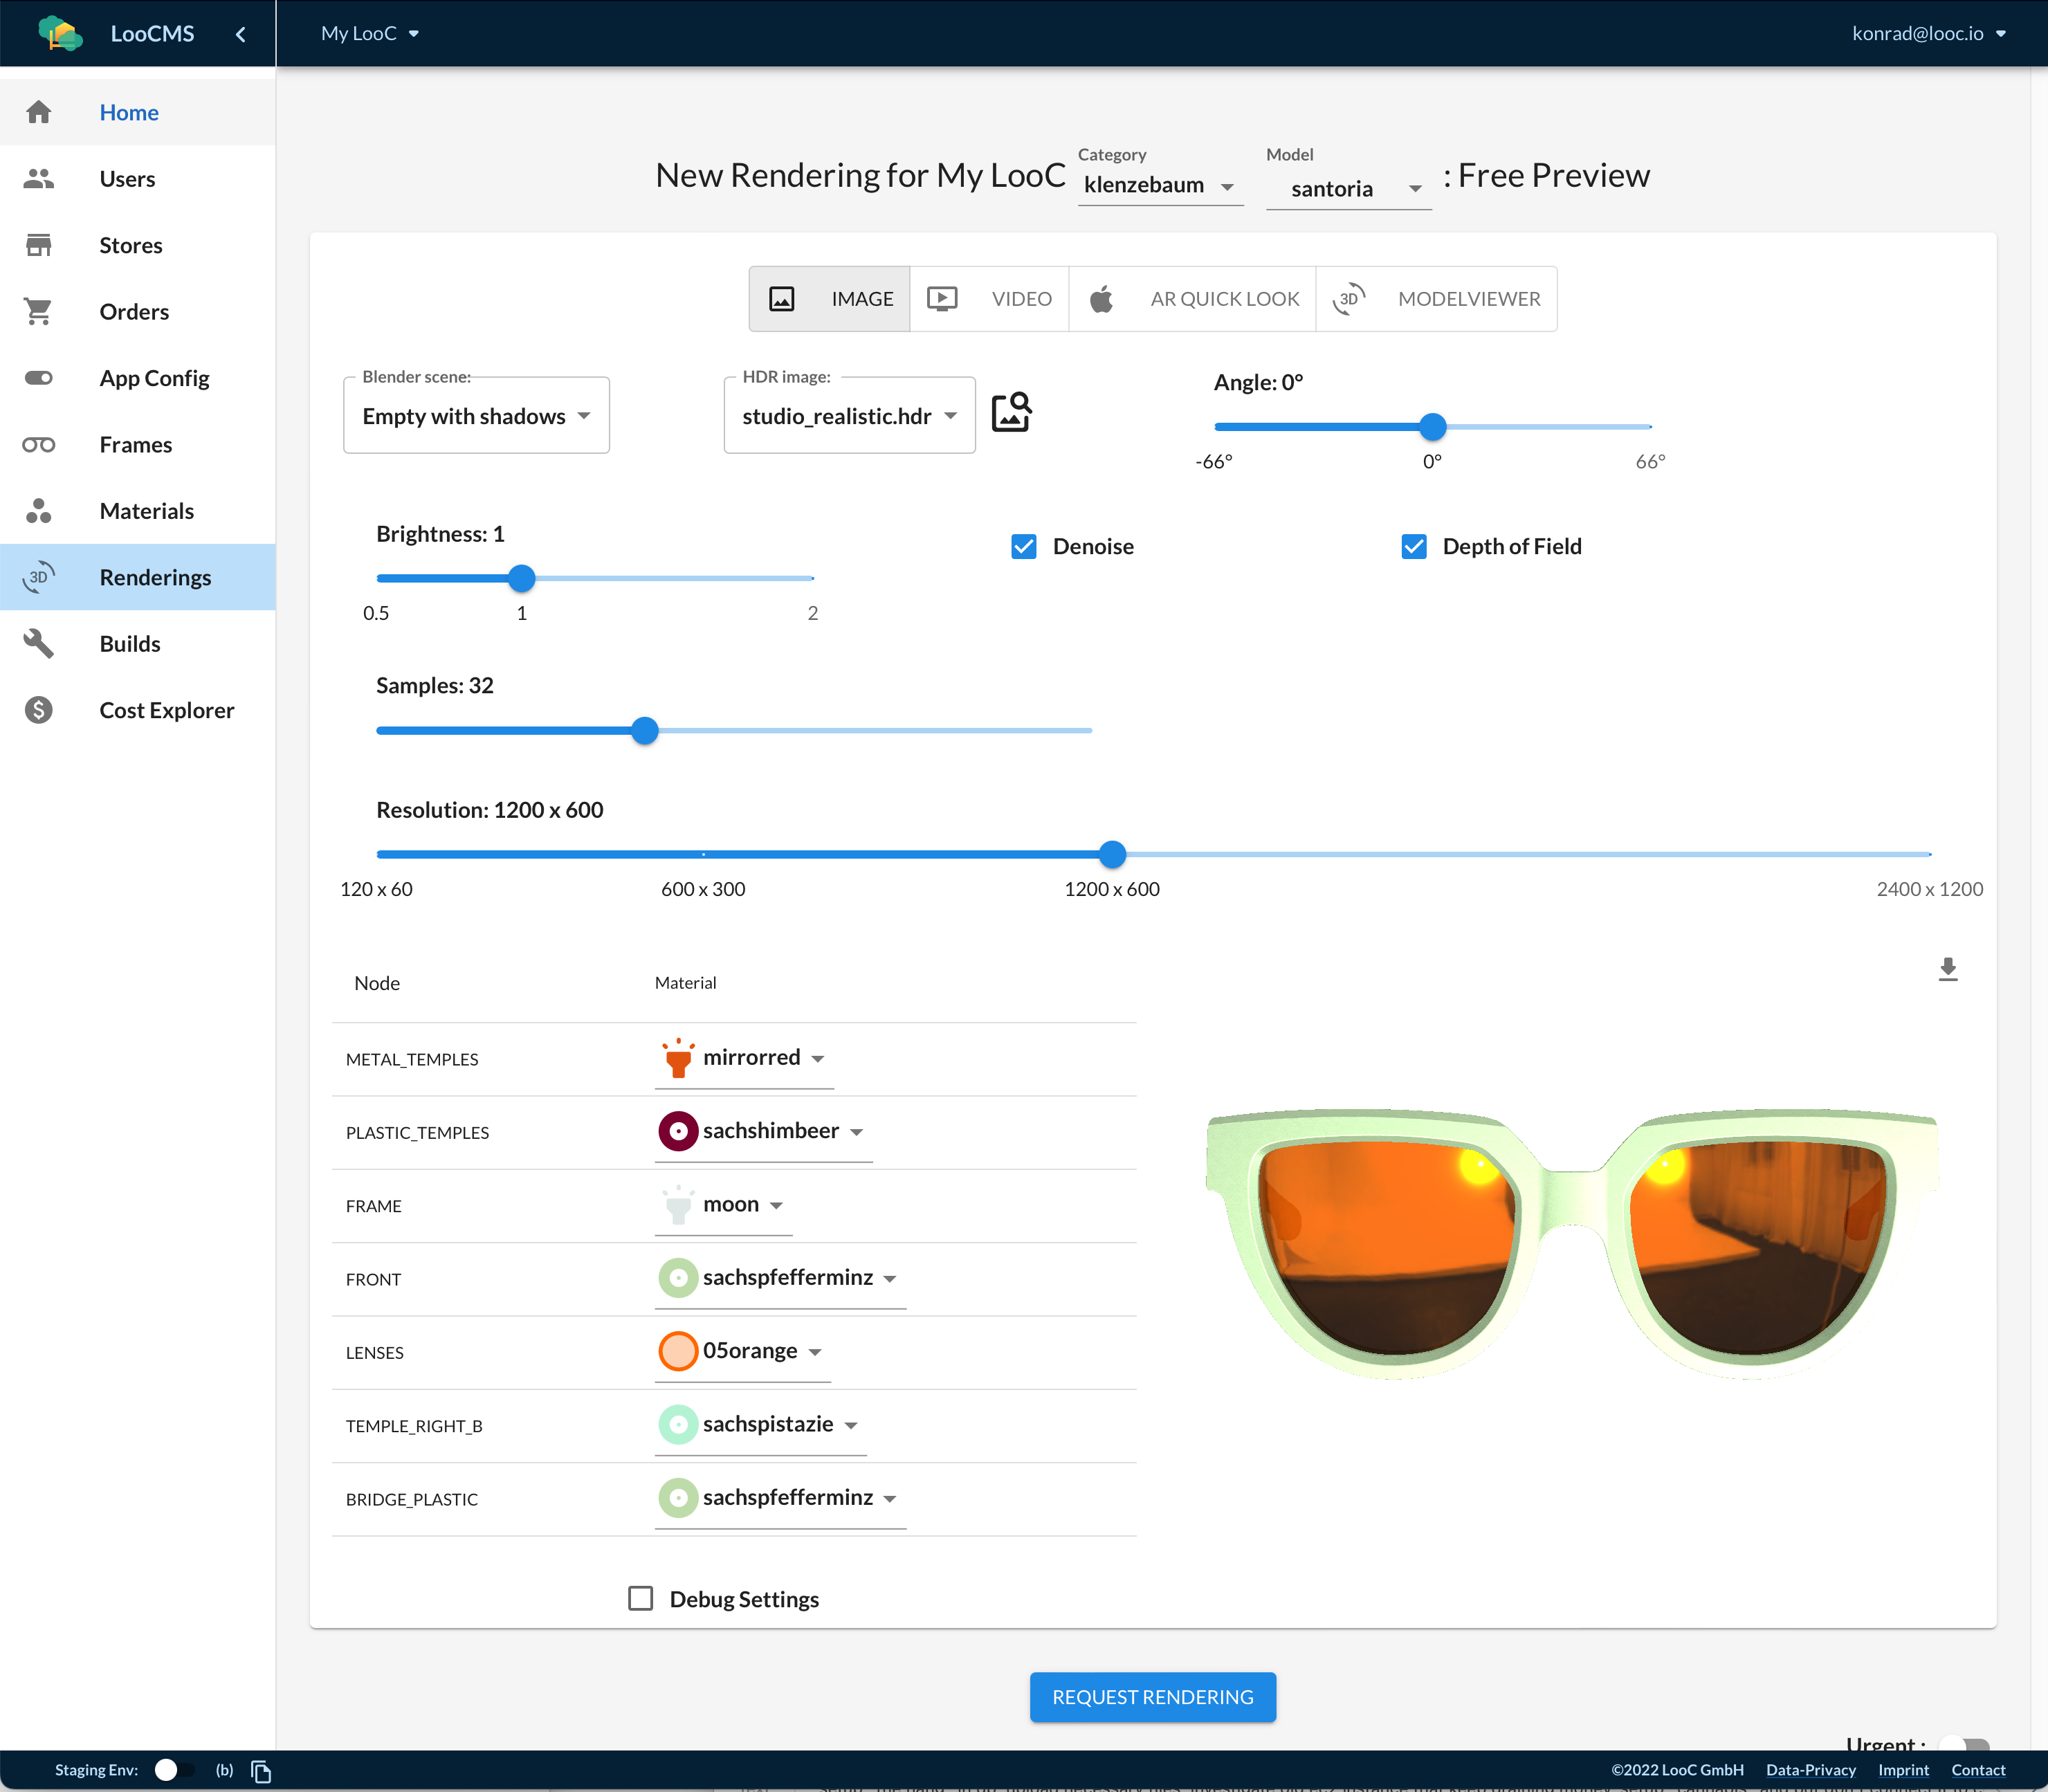 LooCMS
My LooC
konrad@looc.io
Home
Users
Stores
Orders
App Config
Frames
Materials
3D Renderings
Builds
$ Cost Explorer
New Rendering for My LooC
Category
klenzebaum
Model
santoria
: Free Preview
IMAGE
VIDEO
AR QUICK LOOK
3D MODELVIEWER
Blender scene:
Empty with shadows
HDR image:
studio_realistic.hdr
Angle: 0°
-66° 0° 66°
Brightness: 1
0.5 1 2
Denoise
Depth of Field
Samples: 32
Resolution: 1200 x 600
120 x 60 600 x 300 1200 x 600 2400 x 1200
Node Material
METAL_TEMPLES mirrorred
PLASTIC_TEMPLES sachshimbeer
FRAME moon
FRONT sachspfefferminz
LENSES 05orange
TEMPLE_RIGHT_B sachspistazie
BRIDGE_PLASTIC sachspfefferminz
Debug Settings
REQUEST RENDERING
Urgent :
Staging Env: (b)
©2022 LooC GmbH Data-Privacy Imprint Contact